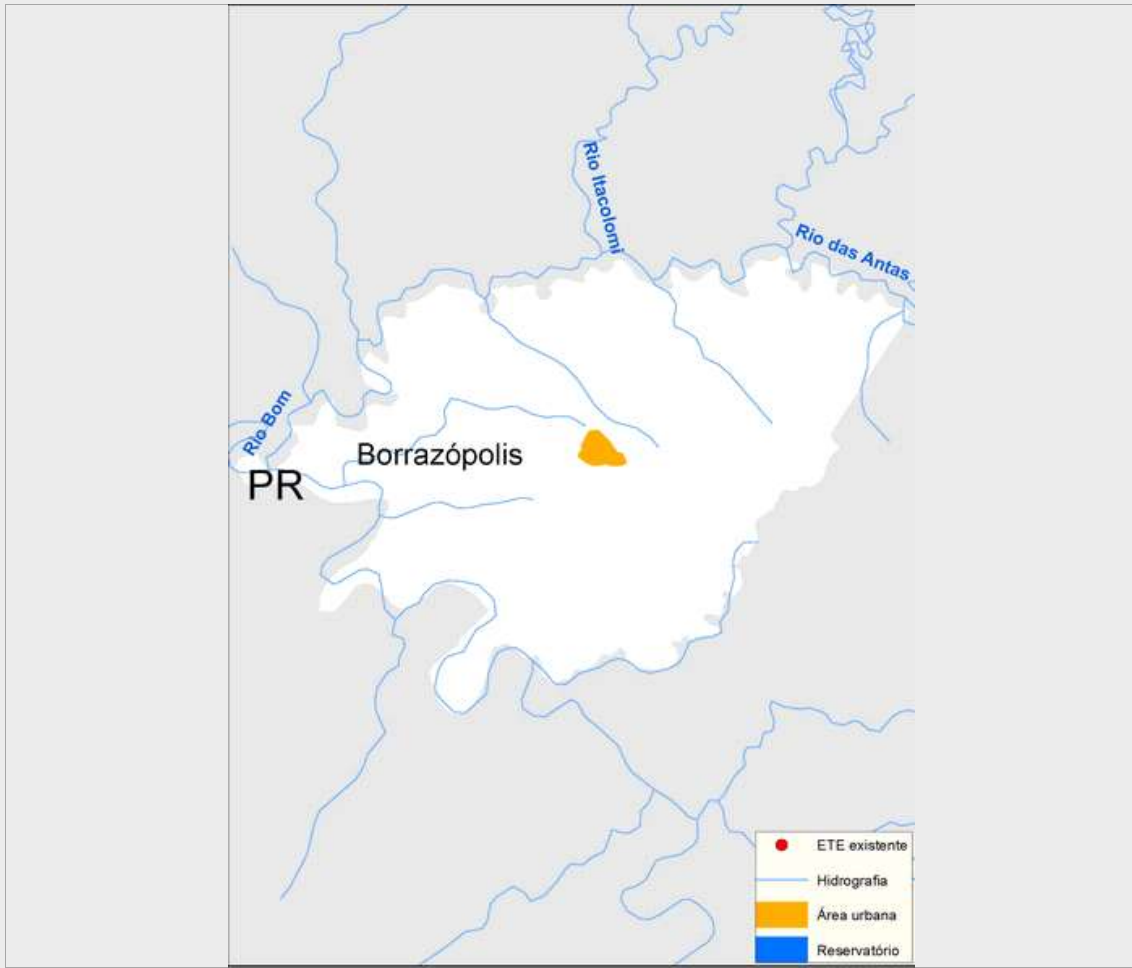 Rio Itacolomi
Rio das Antas
Rio Bom
Borrazópolis
PR
ETE existente
Hidrografia
Área urbana
Reservatório